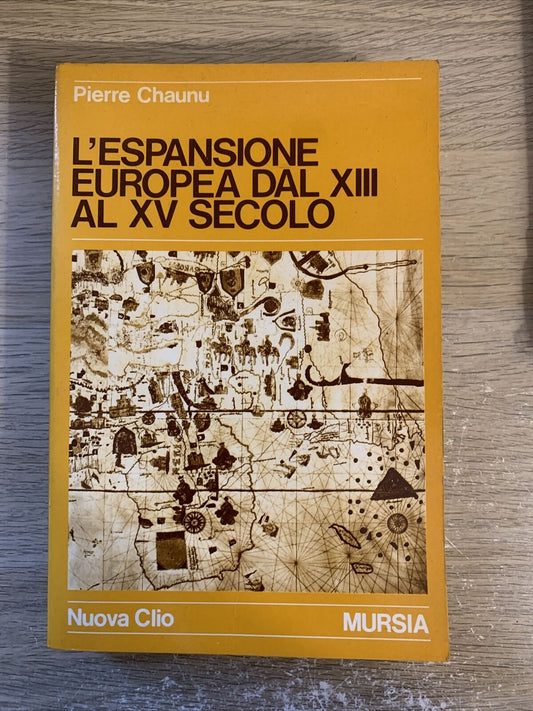 Pierre Chaunu
L'ESPANSIONE
EUROPEA DAL XIII
AL XV SECOLO
Nuova Clio
MURSIA